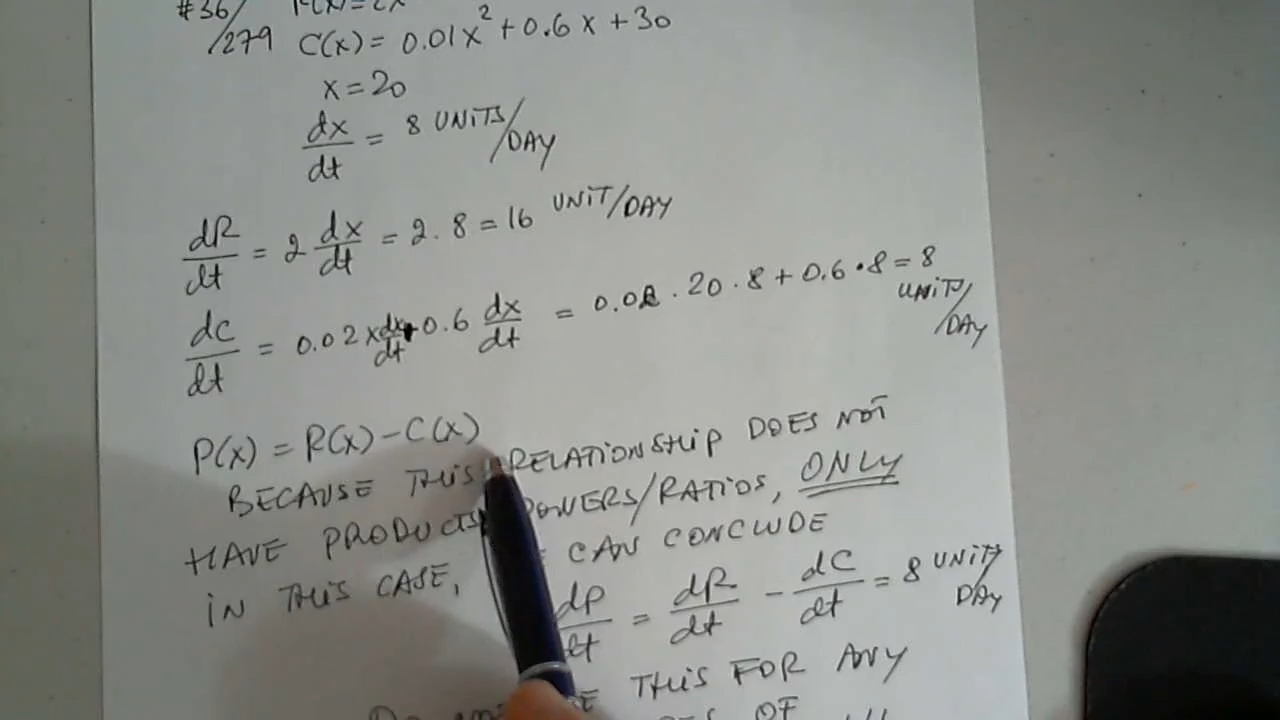 #36/279 R(x) = 2x
C(x) = 0.01x² + 0.6x + 30
x = 20
dx/dt = 8 UNITS/DAY
dR/dt = 2 dx/dt = 2 . 8 = 16 UNIT/DAY
dC/dt = 0.02x dx/dt + 0.6 dx/dt = 0.02 . 20 . 8 + 0.6 • 8 = 8 UNITS/DAY
P(x) = R(x) - C(x)
BECAUSE THIS RELATIONSHIP DOES NOT
HAVE PRODUCTS POWERS/RATIOS, ONLY
IN THIS CASE, CAN CONCLUDE
dP/dt = dR/dt - dC/dt = 8 UNITS/DAY
THIS FOR ANY
OF